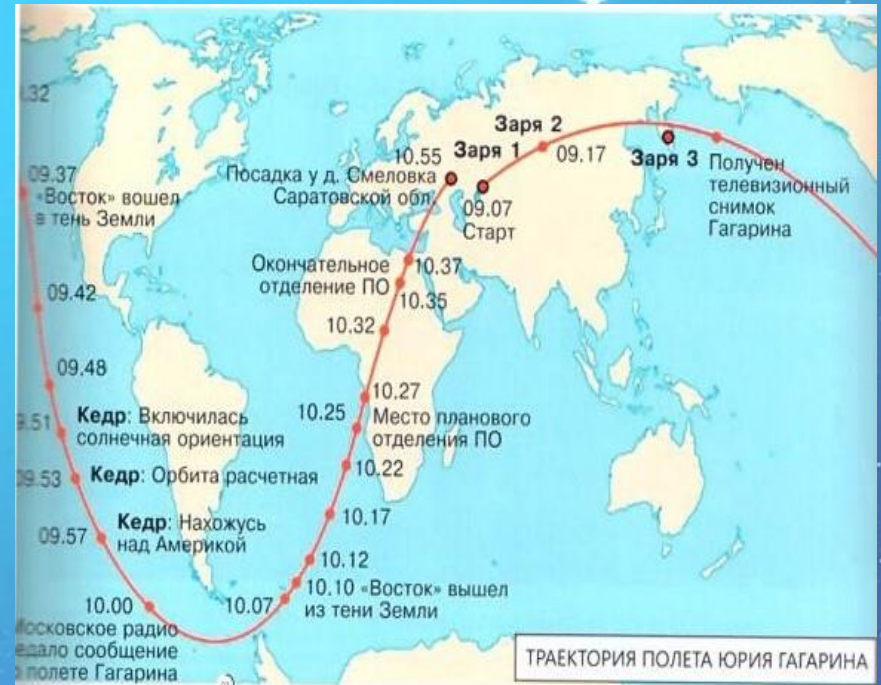 Заря 2
10.55
Заря 1
09.17
Заря 3
Получен
телевизионный
снимок
Гагарина
Посадка у д. Смеловка
Саратовской обл.
09.07
Старт
09.37
«Восток» вошел
в тень Земли
Окончательное
отделение ПО
10.37
10.35
09.42
10.32
09.48
10.27
10.25
Место планового
отделения ПО
Кедр: Включилась
солнечная ориентация
10.22
09.53
Кедр: Орбита расчетная
10.17
09.57
Кедр: Нахожусь
над Америкой
10.12
10.10 «Восток» вышел
из тени Земли
10.00
10.07
Московское радио
сообщение
о полете Гагарина
ТРАЕКТОРИЯ ПОЛЕТА ЮРИЯ ГАГАРИНА